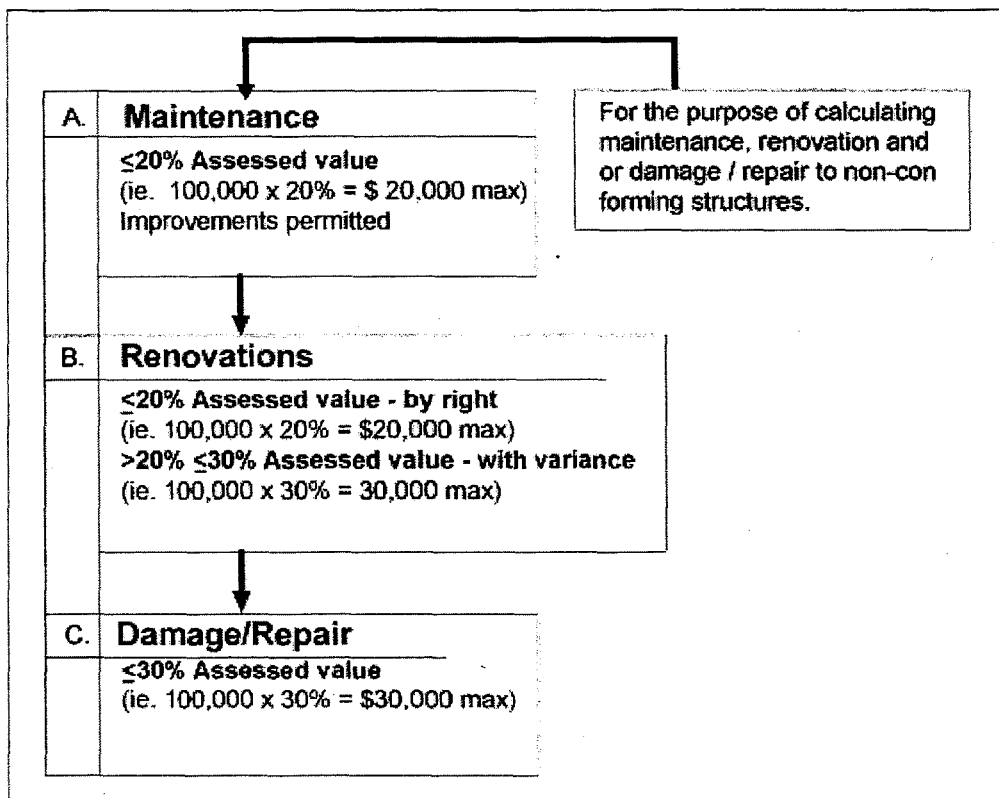 A. Maintenance
≤20% Assessed value
(ie. 100,000 x 20% = $ 20,000 max)
Improvements permitted
For the purpose of calculating
maintenance, renovation and
or damage / repair to non-con
forming structures.
B. Renovations
≤20% Assessed value - by right
(ie. 100,000 x 20% = $20,000 max)
>20% ≤30% Assessed value - with variance
(ie. 100,000 x 30% = 30,000 max)
C. Damage/Repair
≤30% Assessed value
(ie. 100,000 x 30% = $30,000 max)